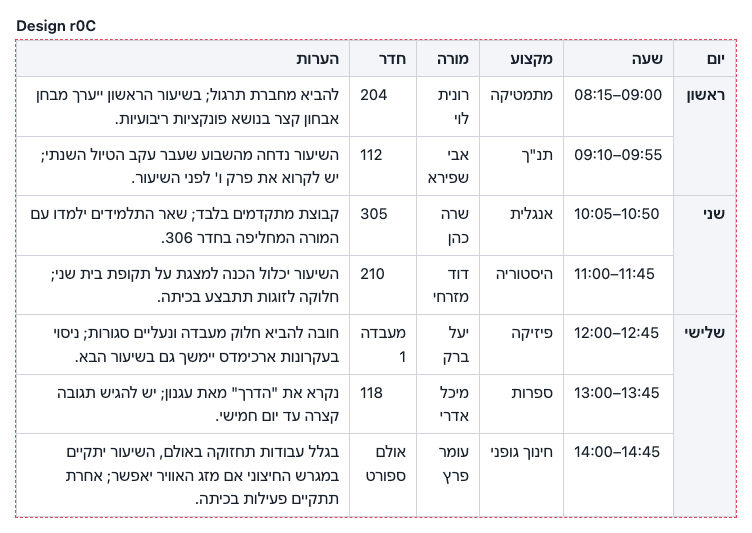 Design r0C
יום שעה מקצוע מורה חדר הערות
ראשון 08:15–09:00 מתמטיקה רונית לוי 204 להביא מחברת תרגול; בשיעור הראשון ייערך מבחן
אבחון קצר בנושא פונקציות ריבועיות.
09:10–09:55 תנ"ך אבי שפירא 112 השיעור נדחה מהשבוע שעבר עקב הטיול השנתי;
יש לקרוא את פרק ו' לפני השיעור.
שני 10:05–10:50 אנגלית שרה כהן 305 קבוצת מתקדמים בלבד; שאר התלמידים ילמדו עם
המורה המחליפה בחדר 306.
11:00–11:45 היסטוריה דוד מזרחי 210 השיעור יכלול הכנה למצגת על תקופת בית שני;
חלוקה לזוגות תתבצע בכיתה.
שלישי 12:00–12:45 פיזיקה יעל ברק מעבדה 1 חובה להביא חלוק מעבדה ונעליים סגורות; ניסוי
בעקרונות ארכימדס יימשך גם בשיעור הבא.
13:00–13:45 ספרות מיכל אדרי 118 נקרא את "הדרך" מאת עגנון; יש להגיש תגובה
קצרה עד יום חמישי.
14:00–14:45 חינוך גופני עומר פרץ אולם ספורט בגלל עבודות תחזוקה באולם, השיעור יתקיים
במגרש החיצוני אם מזג האוויר יאפשר; אחרת
תתקיים פעילות בכיתה.